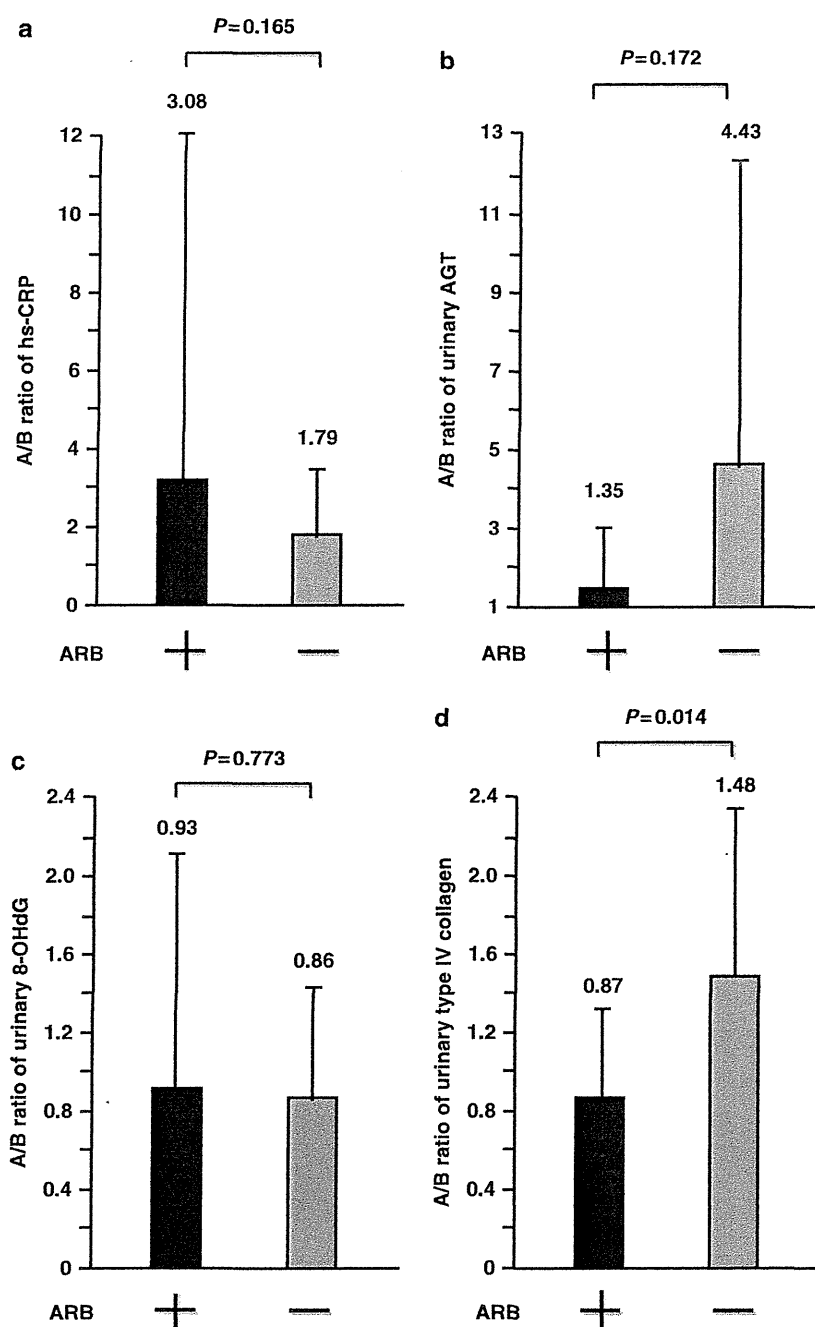 a
P=0.165
3.08
12
10
8
6
4
2
0
A/B ratio of hs-CRP
1.79
ARB + −
b
P=0.172
4.43
13
11
9
7
5
3
1
A/B ratio of urinary AGT
1.35
ARB + −
c
P=0.773
2.4
2.0
1.6
1.2
0.8
0.4
0
A/B ratio of urinary 8-OHdG
0.93
0.86
ARB + −
d
P=0.014
1.48
2.4
2.0
1.6
1.2
0.8
0.4
0
A/B ratio of urinary type IV collagen
0.87
ARB + −